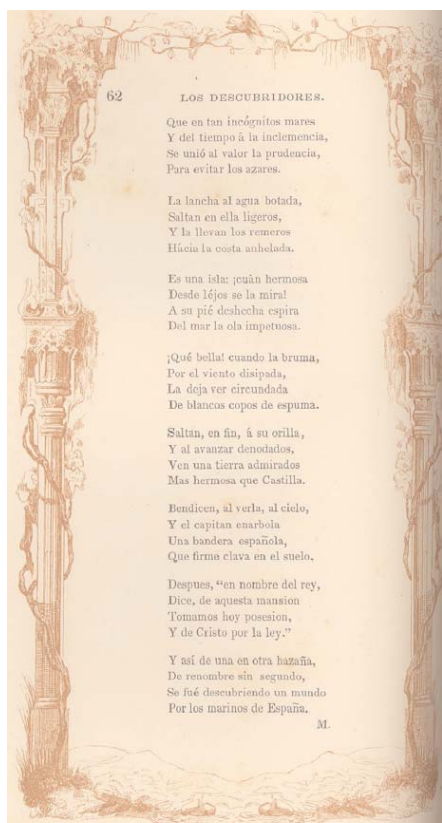 62 LOS DESCUBRIDORES.
Que en tan incógnitos mares
Y del tiempo á la inclemencia,
Se unió al valor la prudencia,
Para evitar los azares.
La lancha al agua botada,
Saltan en ella ligeros,
Y la llevan los remeros
Hácia la costa anhelada.
Es una isla: ¡cuàn hermosa
Desde léjos se la mira!
A su pié deshecha espira
Del mar la ola impetuosa.
¡Qué bella! cuando la bruma,
Por el viento disipada,
La deja ver circundada
De blancos copos de espuma.
Saltan, en fin, á su orilla,
Y al avanzar denodados,
Ven una tierra admirados
Mas hermosa que Castilla.
Bendicen, al verla, al cielo,
Y el capitan enarbola
Una bandera española,
Que firme clava en el suelo.
Despues, “en nombre del rey,
Dice, de aquesta mansion
Tomamos hoy posesion,
Y de Cristo por la ley.”
Y así de una en otra hazaña,
De renombre sin segundo,
Se fué descubriendo un mundo
Por los marinos de España.
M.